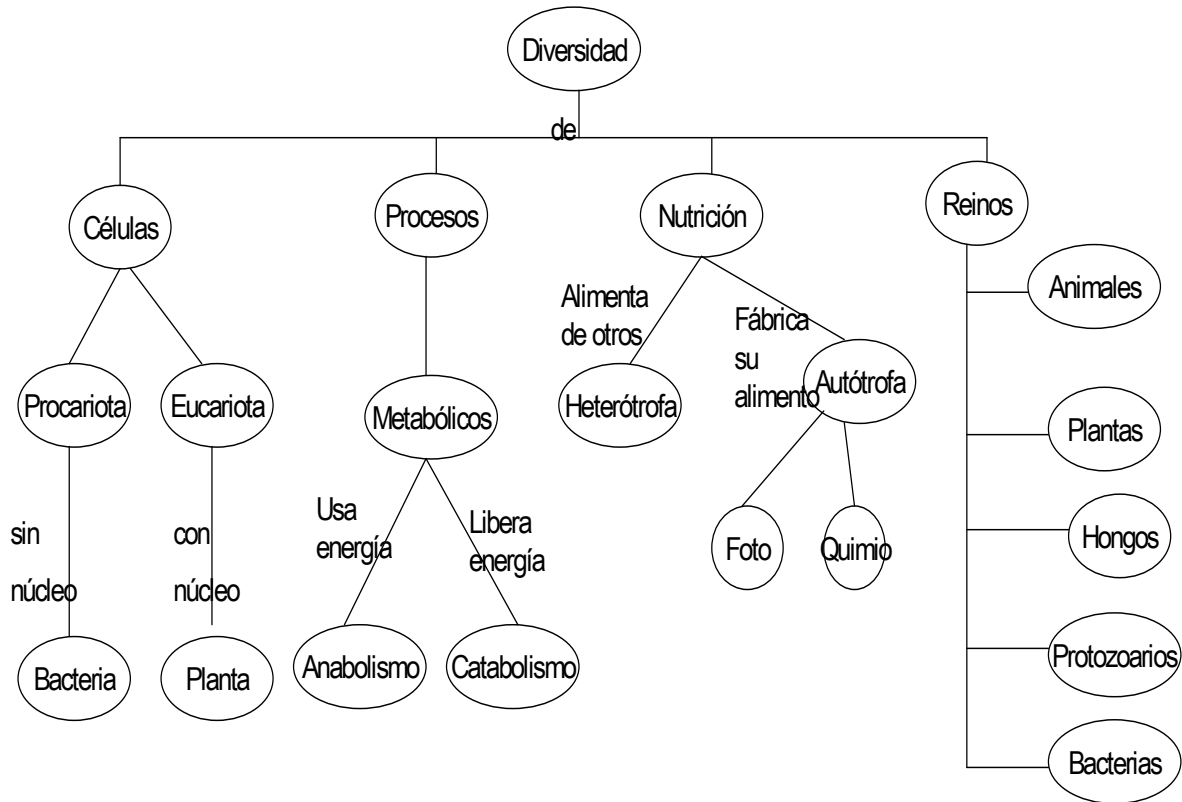 Diversidad
de
Células
Procesos
Nutrición
Reinos
Animales
Alimenta
de otros
Fábrica
su
alimento
Procariota
Eucariota
Metabólicos
Heterótrofa
Autótrofa
Plantas
sin
núcleo
con
núcleo
Usa
energía
Libera
energía
Foto
Quimio
Hongos
Bacteria
Planta
Anabolismo
Catabolismo
Protozoarios
Bacterias